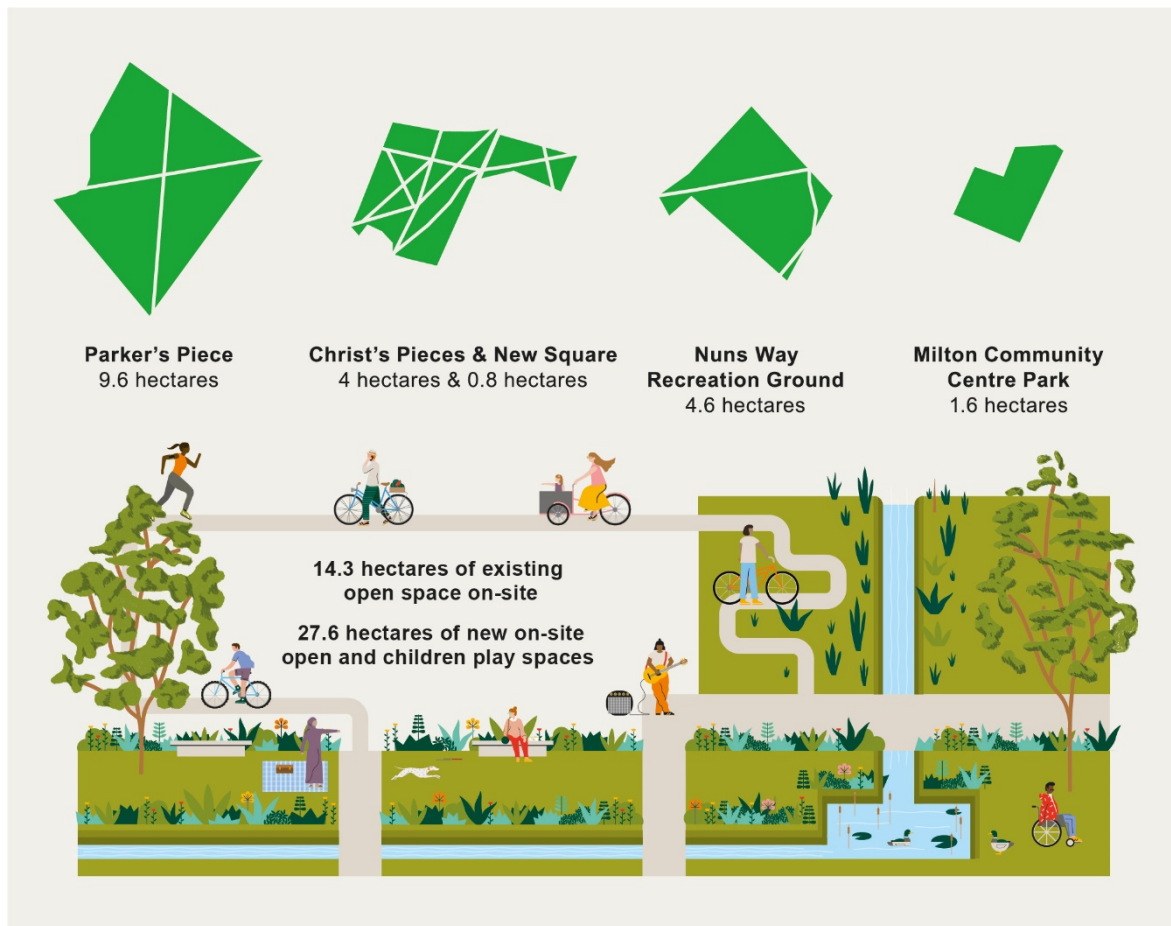 Parker’s Piece
9.6 hectares
Christ’s Pieces & New Square
4 hectares & 0.8 hectares
Nuns Way
Recreation Ground
4.6 hectares
Milton Community
Centre Park
1.6 hectares
14.3 hectares of existing
open space on-site
27.6 hectares of new on-site
open and children play spaces